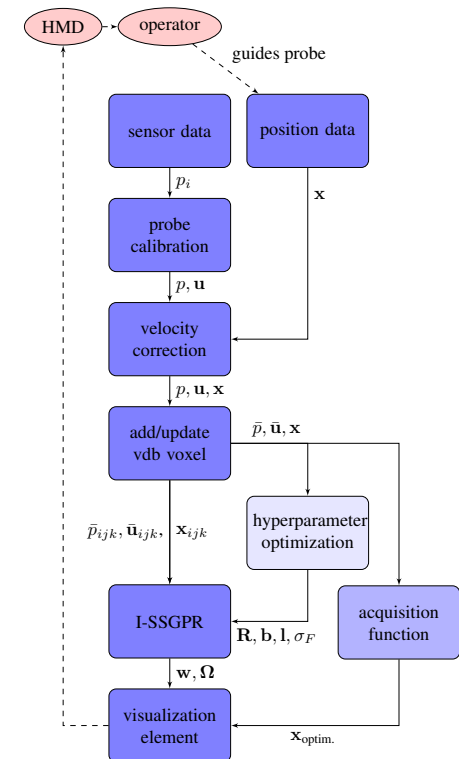 HMD
operator
guides probe
sensor data
position data
p_i
x
probe
calibration
p, u
velocity
correction
p, u, x
add/update
vdb voxel
p̄, ū, x
hyperparameter
optimization
p̄_ijk, ū_ijk, x_ijk
I-SSGPR
acquisition
function
R, b, l, σ_F
w, Ω
visualization
element
x_optim.